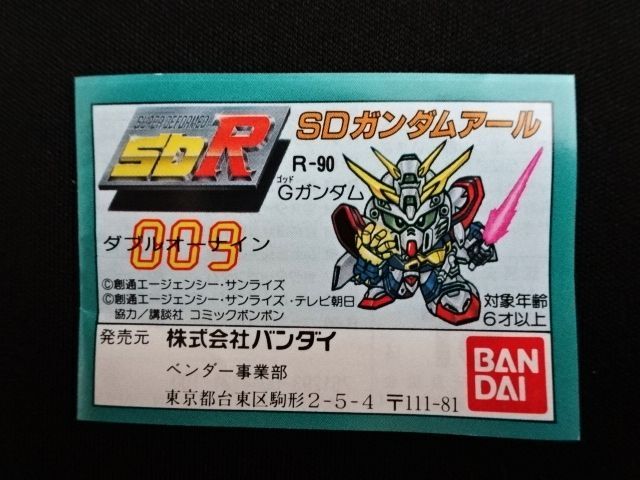 SUPER DEFORMED
SDR
SDガンダムアール
R-90
ゴッド
Gガンダム
009
ダブルオーナイン
©創通エージェンシー・サンライズ
©創通エージェンシー・サンライズ・テレビ朝日
協力/講談社 コミックボンボン
対象年齢
6才以上
発売元 株式会社バンダイ
ベンダー事業部
東京都台東区駒形2-5-4 〒111-81
BAN
DAI